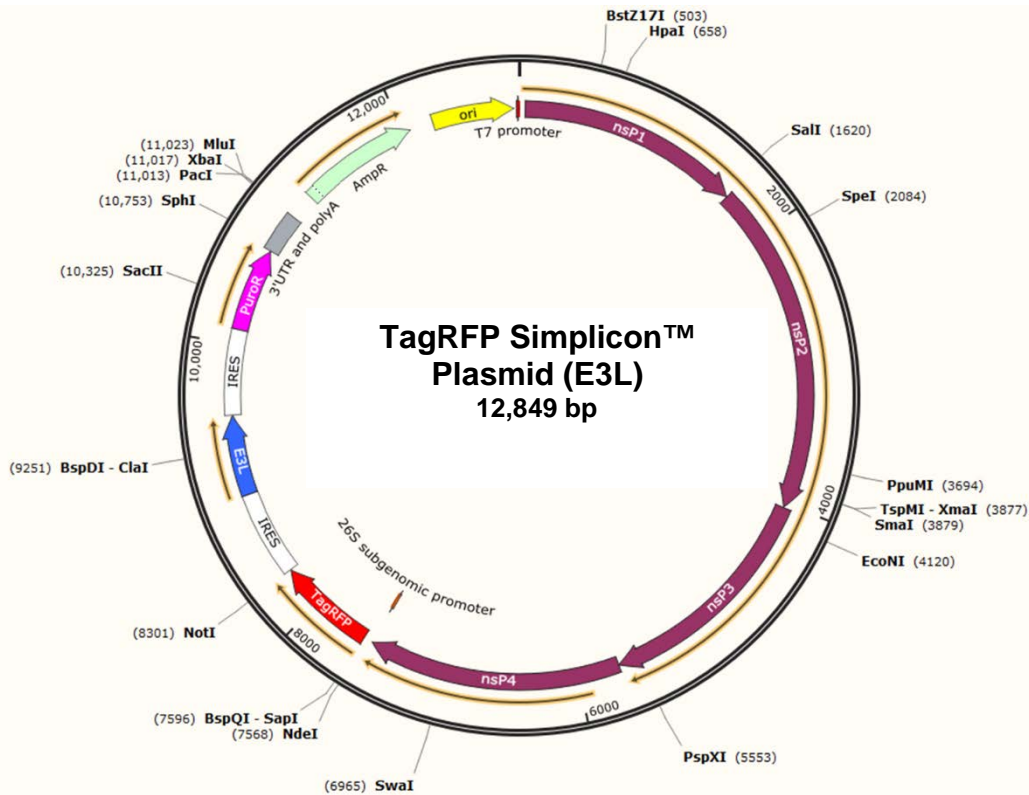 BstZ17I (503)
HpaI (658)
SalI (1620)
SpeI (2084)
PpuMI (3694)
TspMI - XmaI (3877)
SmaI (3879)
EcoNI (4120)
PspXI (5553)
(6965) SwaI
(7568) NdeI
(7596) BspQI - SapI
(8301) NotI
(9251) BspDI - ClaI
(10,325) SacII
(10,753) SphI
(11,013) PacI
(11,017) XbaI
(11,023) MluI
2000
4000
6000
8000
10,000
12,000
ori
T7 promoter
nsP1
nsP2
nsP3
nsP4
26S subgenomic promoter
TagRFP
IRES
E3L
IRES
PuroR
3'UTR and polyA
AmpR
TagRFP Simplicon™
Plasmid (E3L)
12,849 bp